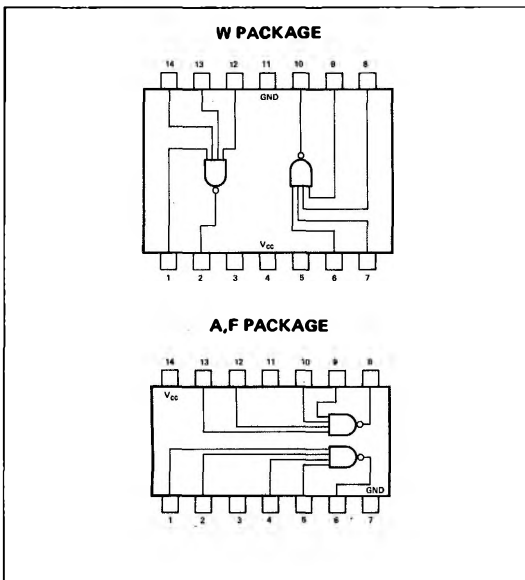 W PACKAGE
14 13 12 11 10 9 8
GND
Vcc
1 2 3 4 5 6 7
A,F PACKAGE
14 13 12 11 10 9 8
Vcc
GND
1 2 3 4 5 6 7